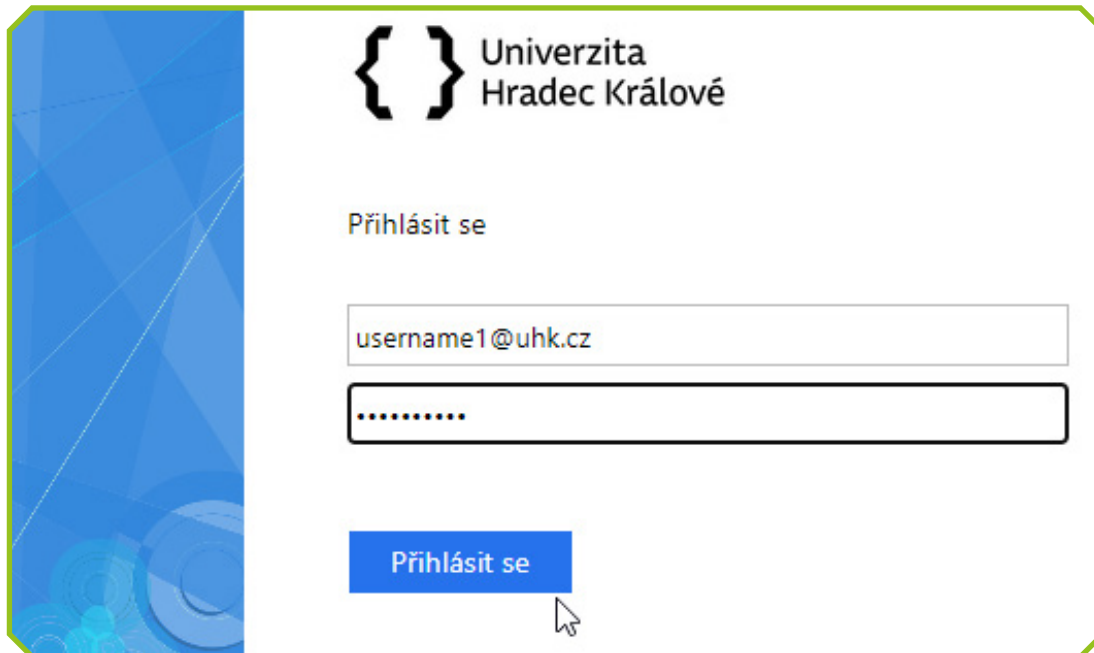 Univerzita
Hradec Králové
Přihlásit se
username1@uhk.cz
••••••••••
Přihlásit se